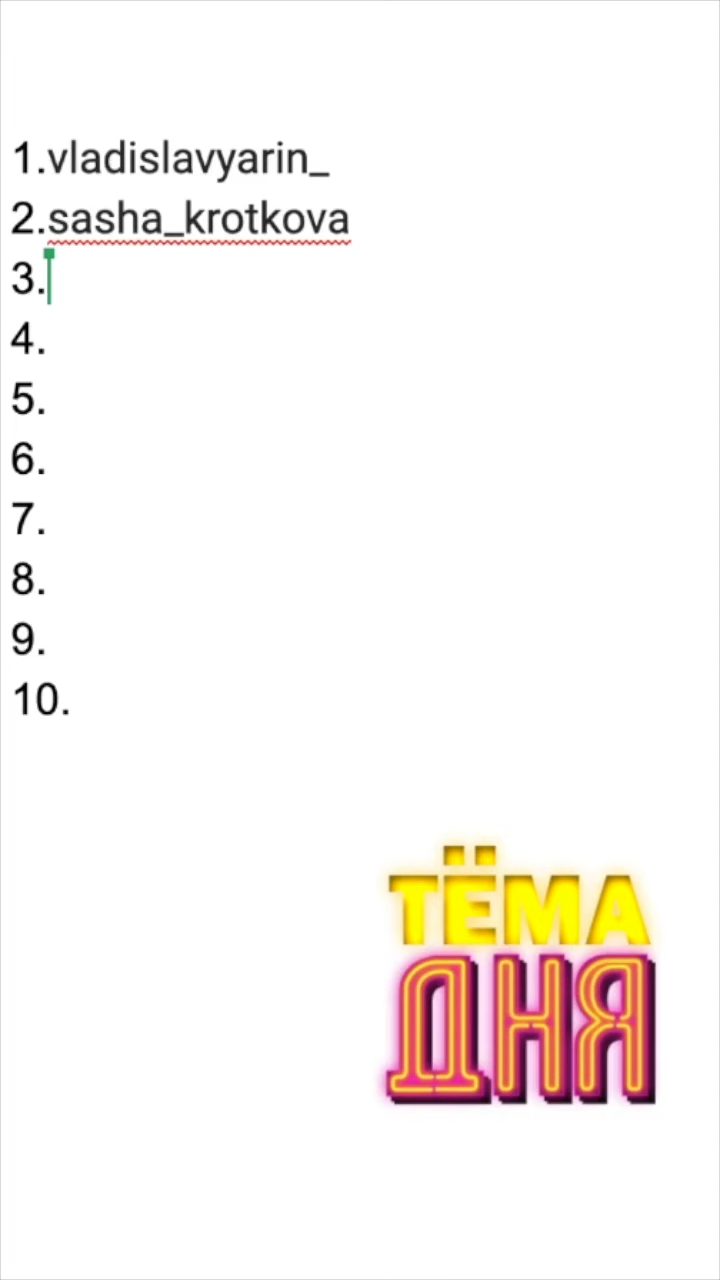 1.vladislavyarin_
2.sasha_krotkova
3.
4.
5.
6.
7.
8.
9.
10.
ТЁМА
ДНЯ